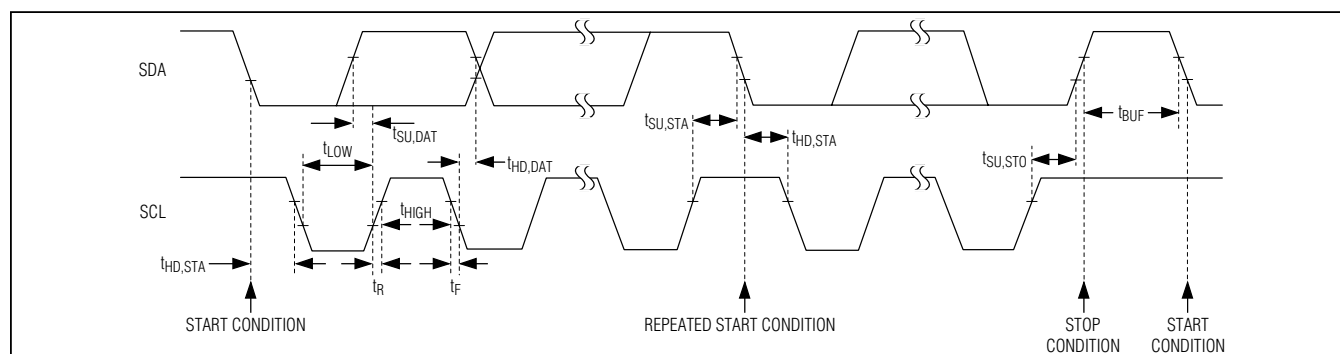 SDA
tSU,DAT
tSU,STA
tBUF
tLOW
tHD,STA
tHD,DAT
tSU,STO
SCL
tHIGH
tHD,STA
tR
tF
START CONDITION
REPEATED START CONDITION
STOP
CONDITION
START
CONDITION